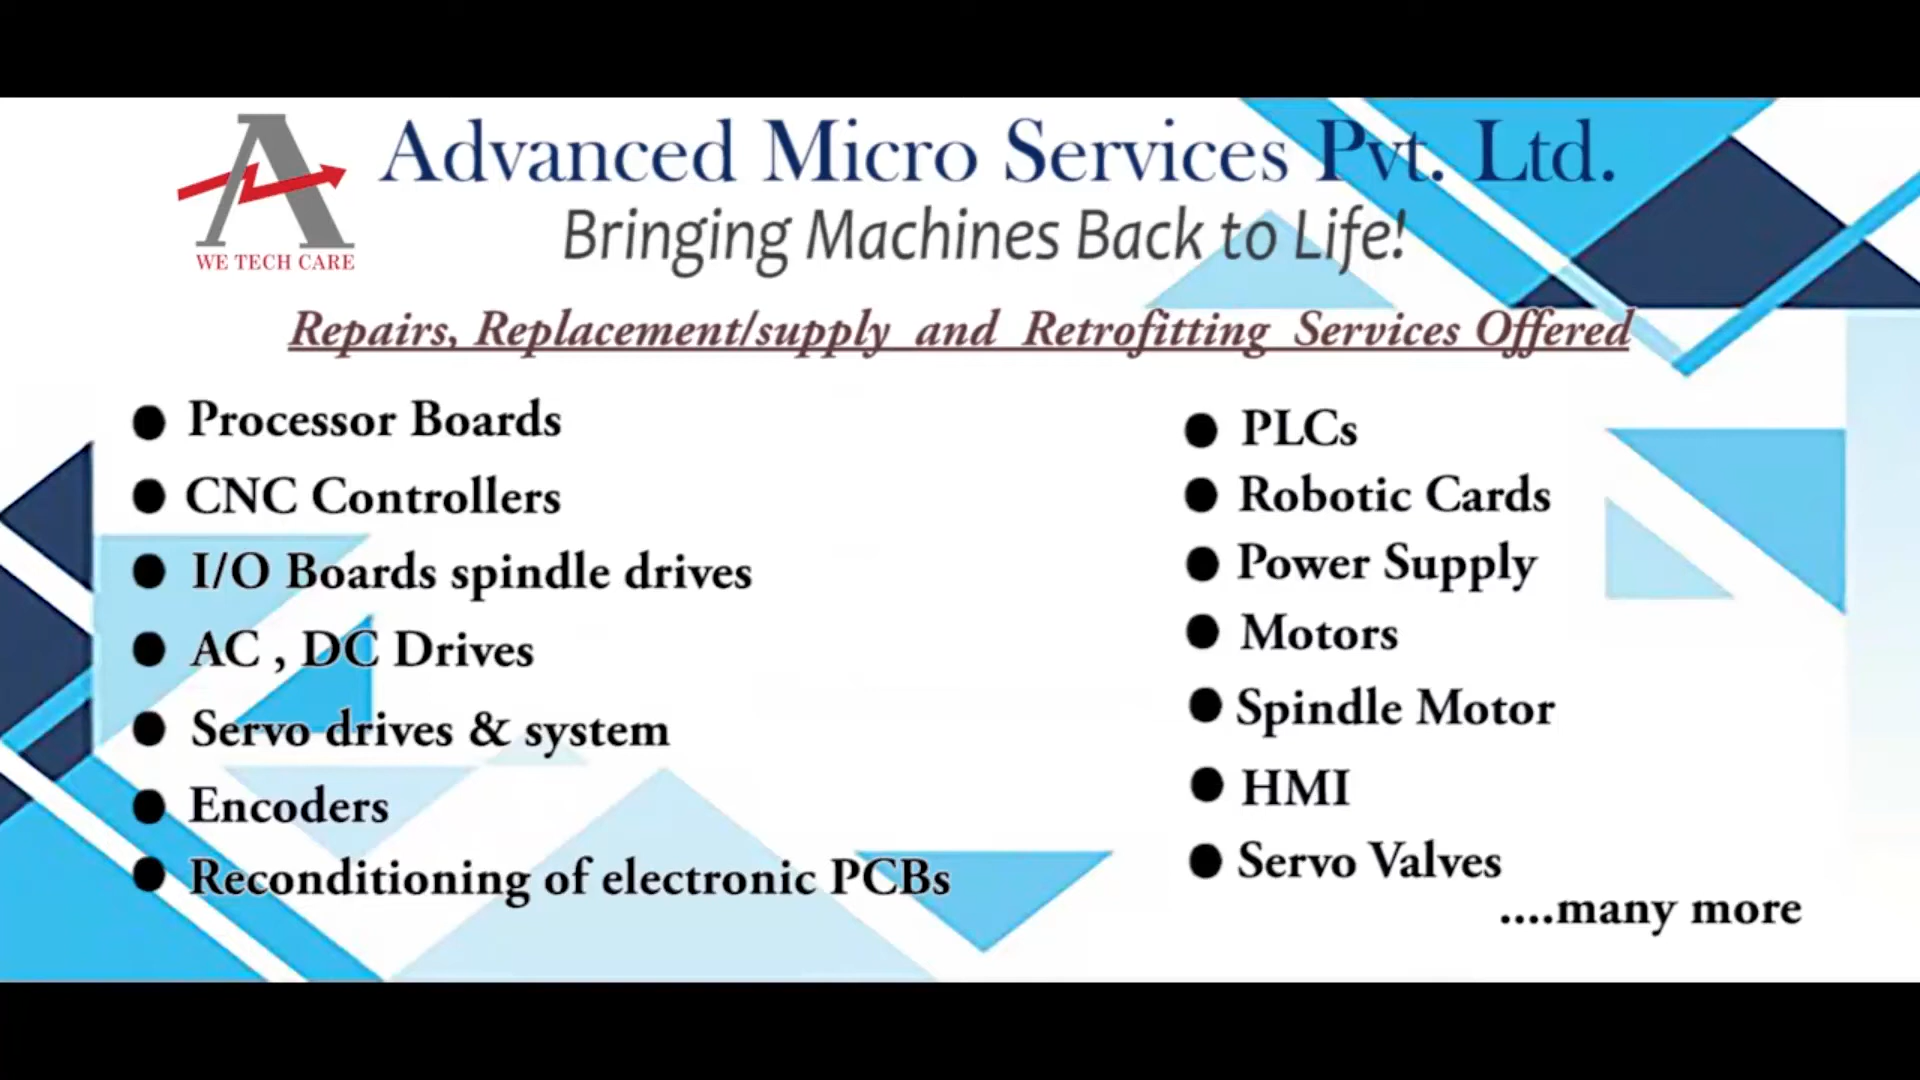 Advanced Micro Services Pvt. Ltd.
Bringing Machines Back to Life!
WE TECH CARE
Repairs, Replacement/supply and Retrofitting Services Offered
● Processor Boards
● CNC Controllers
● I/O Boards spindle drives
● AC , DC Drives
● Servo drives & system
● Encoders
● Reconditioning of electronic PCBs
● PLCs
● Robotic Cards
● Power Supply
● Motors
● Spindle Motor
● HMI
● Servo Valves
....many more